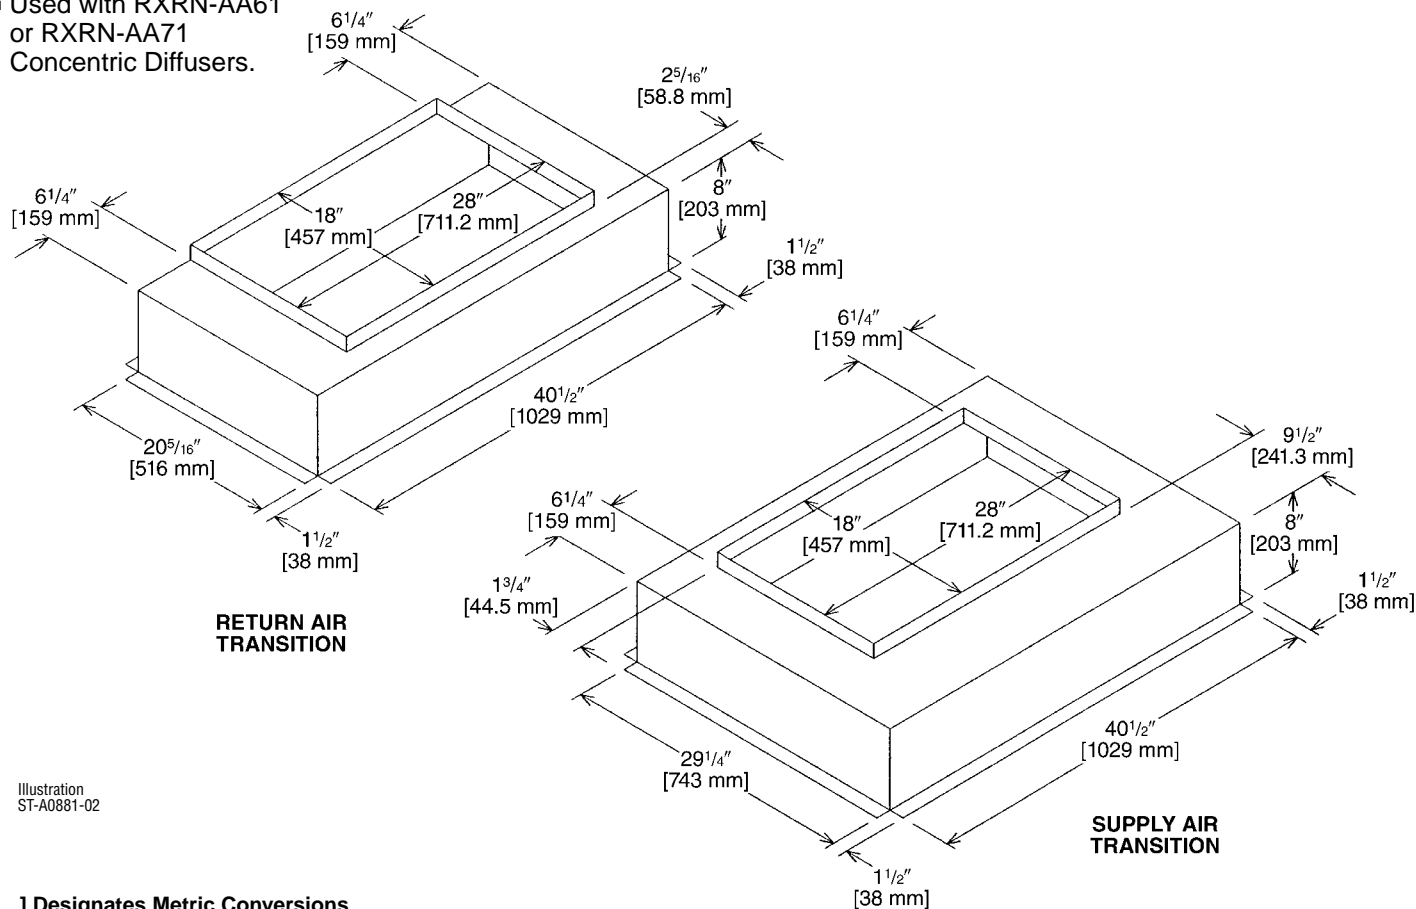 Used with RXRN-AA61
or RXRN-AA71
Concentric Diffusers.
6 1/4″
[159 mm]
2 5/16″
[58.8 mm]
6 1/4″
[159 mm]
18″
[457 mm]
28″
[711.2 mm]
8″
[203 mm]
1 1/2″
[38 mm]
40 1/2″
[1029 mm]
20 5/16″
[516 mm]
1 1/2″
[38 mm]
RETURN AIR
TRANSITION
6 1/4″
[159 mm]
9 1/2″
[241.3 mm]
6 1/4″
[159 mm]
18″
[457 mm]
28″
[711.2 mm]
8″
[203 mm]
1 3/4″
[44.5 mm]
1 1/2″
[38 mm]
40 1/2″
[1029 mm]
29 1/4″
[743 mm]
1 1/2″
[38 mm]
SUPPLY AIR
TRANSITION
Illustration
ST-A0881-02
] Designates Metric Conversions